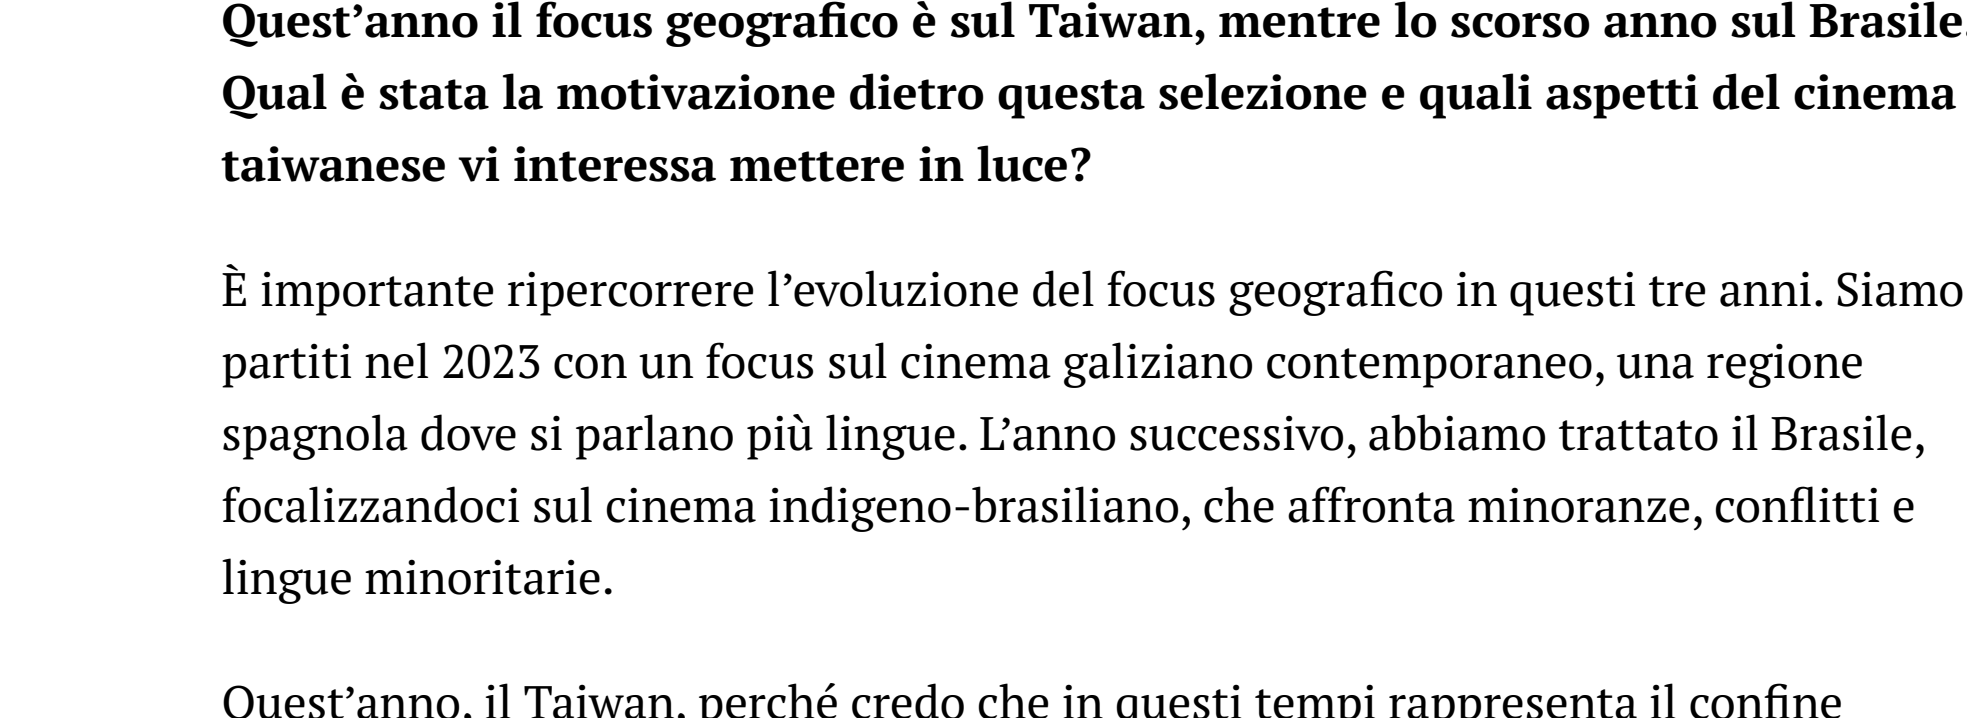 Quest’anno il focus geografico è sul Taiwan, mentre lo scorso anno sul Brasile.
Qual è stata la motivazione dietro questa selezione e quali aspetti del cinema
taiwanese vi interessa mettere in luce?
È importante ripercorrere l’evoluzione del focus geografico in questi tre anni. Siamo
partiti nel 2023 con un focus sul cinema galiziano contemporaneo, una regione
spagnola dove si parlano più lingue. L’anno successivo, abbiamo trattato il Brasile,
focalizzandoci sul cinema indigeno-brasiliano, che affronta minoranze, conflitti e
lingue minoritarie.
Quest’anno, il Taiwan, perché credo che in questi tempi rappresenta il confine